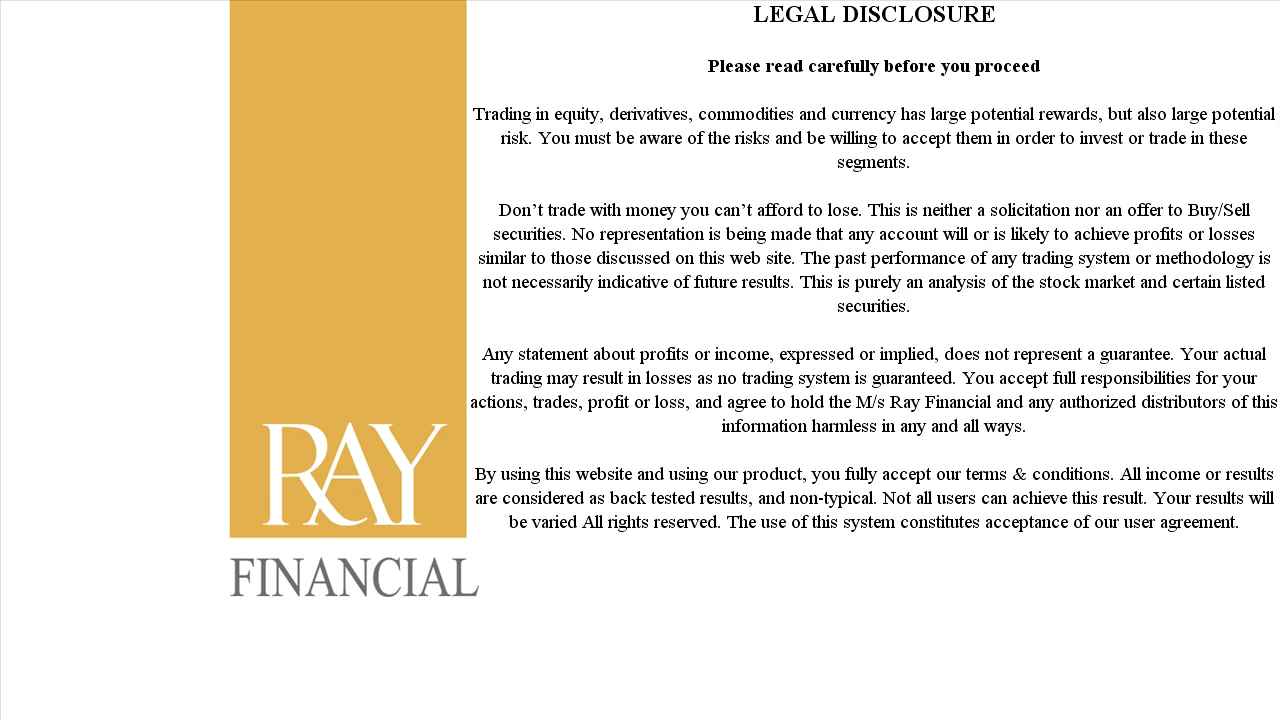 LEGAL DISCLOSURE
Please read carefully before you proceed
Trading in equity, derivatives, commodities and currency has large potential rewards, but also large potential
risk. You must be aware of the risks and be willing to accept them in order to invest or trade in these
segments.
Don’t trade with money you can’t afford to lose. This is neither a solicitation nor an offer to Buy/Sell
securities. No representation is being made that any account will or is likely to achieve profits or losses
similar to those discussed on this web site. The past performance of any trading system or methodology is
not necessarily indicative of future results. This is purely an analysis of the stock market and certain listed
securities.
Any statement about profits or income, expressed or implied, does not represent a guarantee. Your actual
trading may result in losses as no trading system is guaranteed. You accept full responsibilities for your
actions, trades, profit or loss, and agree to hold the M/s Ray Financial and any authorized distributors of this
information harmless in any and all ways.
By using this website and using our product, you fully accept our terms & conditions. All income or results
are considered as back tested results, and non-typical. Not all users can achieve this result. Your results will
be varied All rights reserved. The use of this system constitutes acceptance of our user agreement.
RAY
FINANCIAL